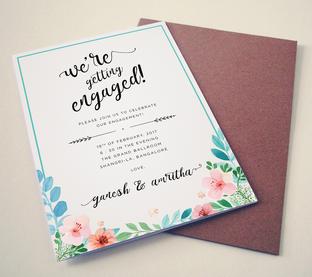 we're
getting
engaged!
PLEASE JOIN US TO CELEBRATE
OUR ENGAGEMENT!
18TH OF FEBRUARY, 2017
6:30 IN THE EVENING
THE GRAND BALLROOM
SHANGRI-LA, BANGALORE
LOVE,
ganesh & amritha